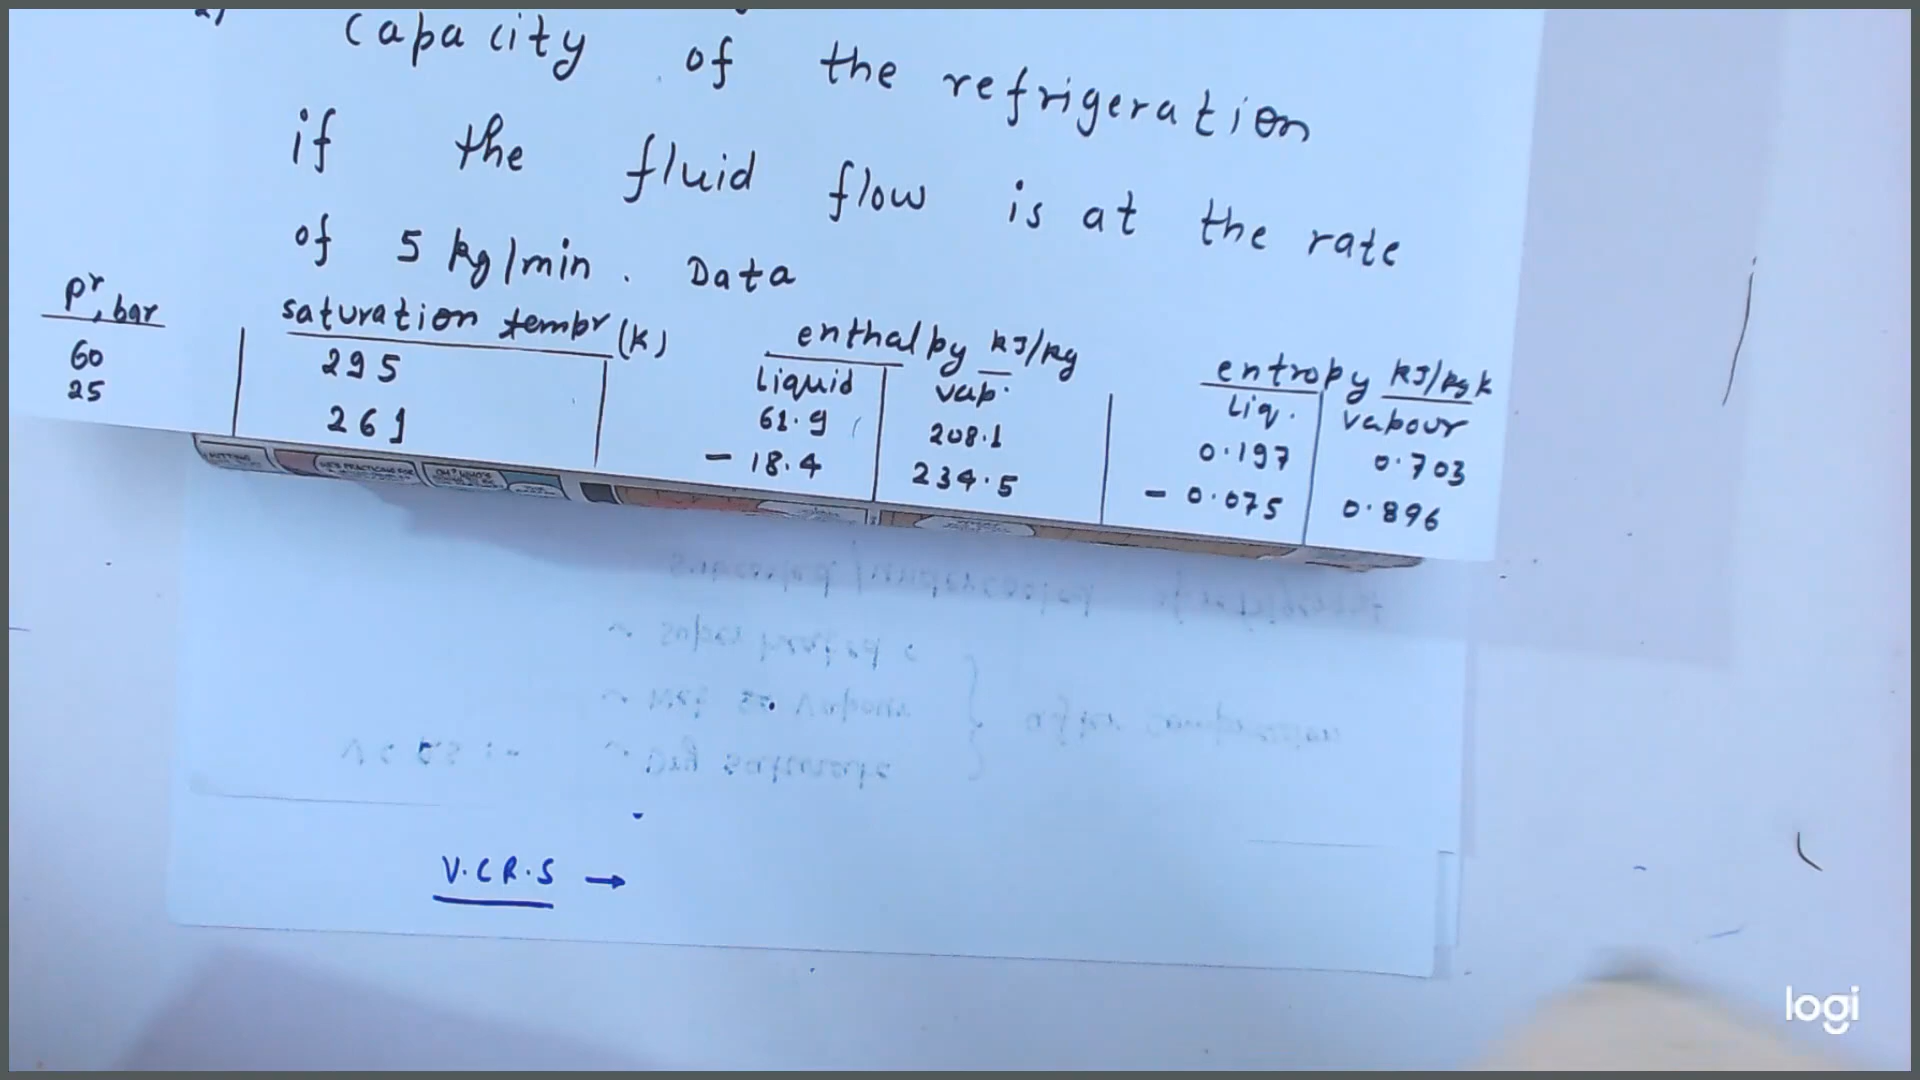 capacity of the refrigeration
if the fluid flow is at the rate
of 5 kg/min. Data
pr, bar saturation tempr (k) enthalpy kJ/kg entropy kJ/kg k
liquid vap. Liq. vapour
60 295 61.9 208.1 0.197 0.703
25 261 - 18.4 234.5 - 0.075 0.896
V.C.R.S →
logi